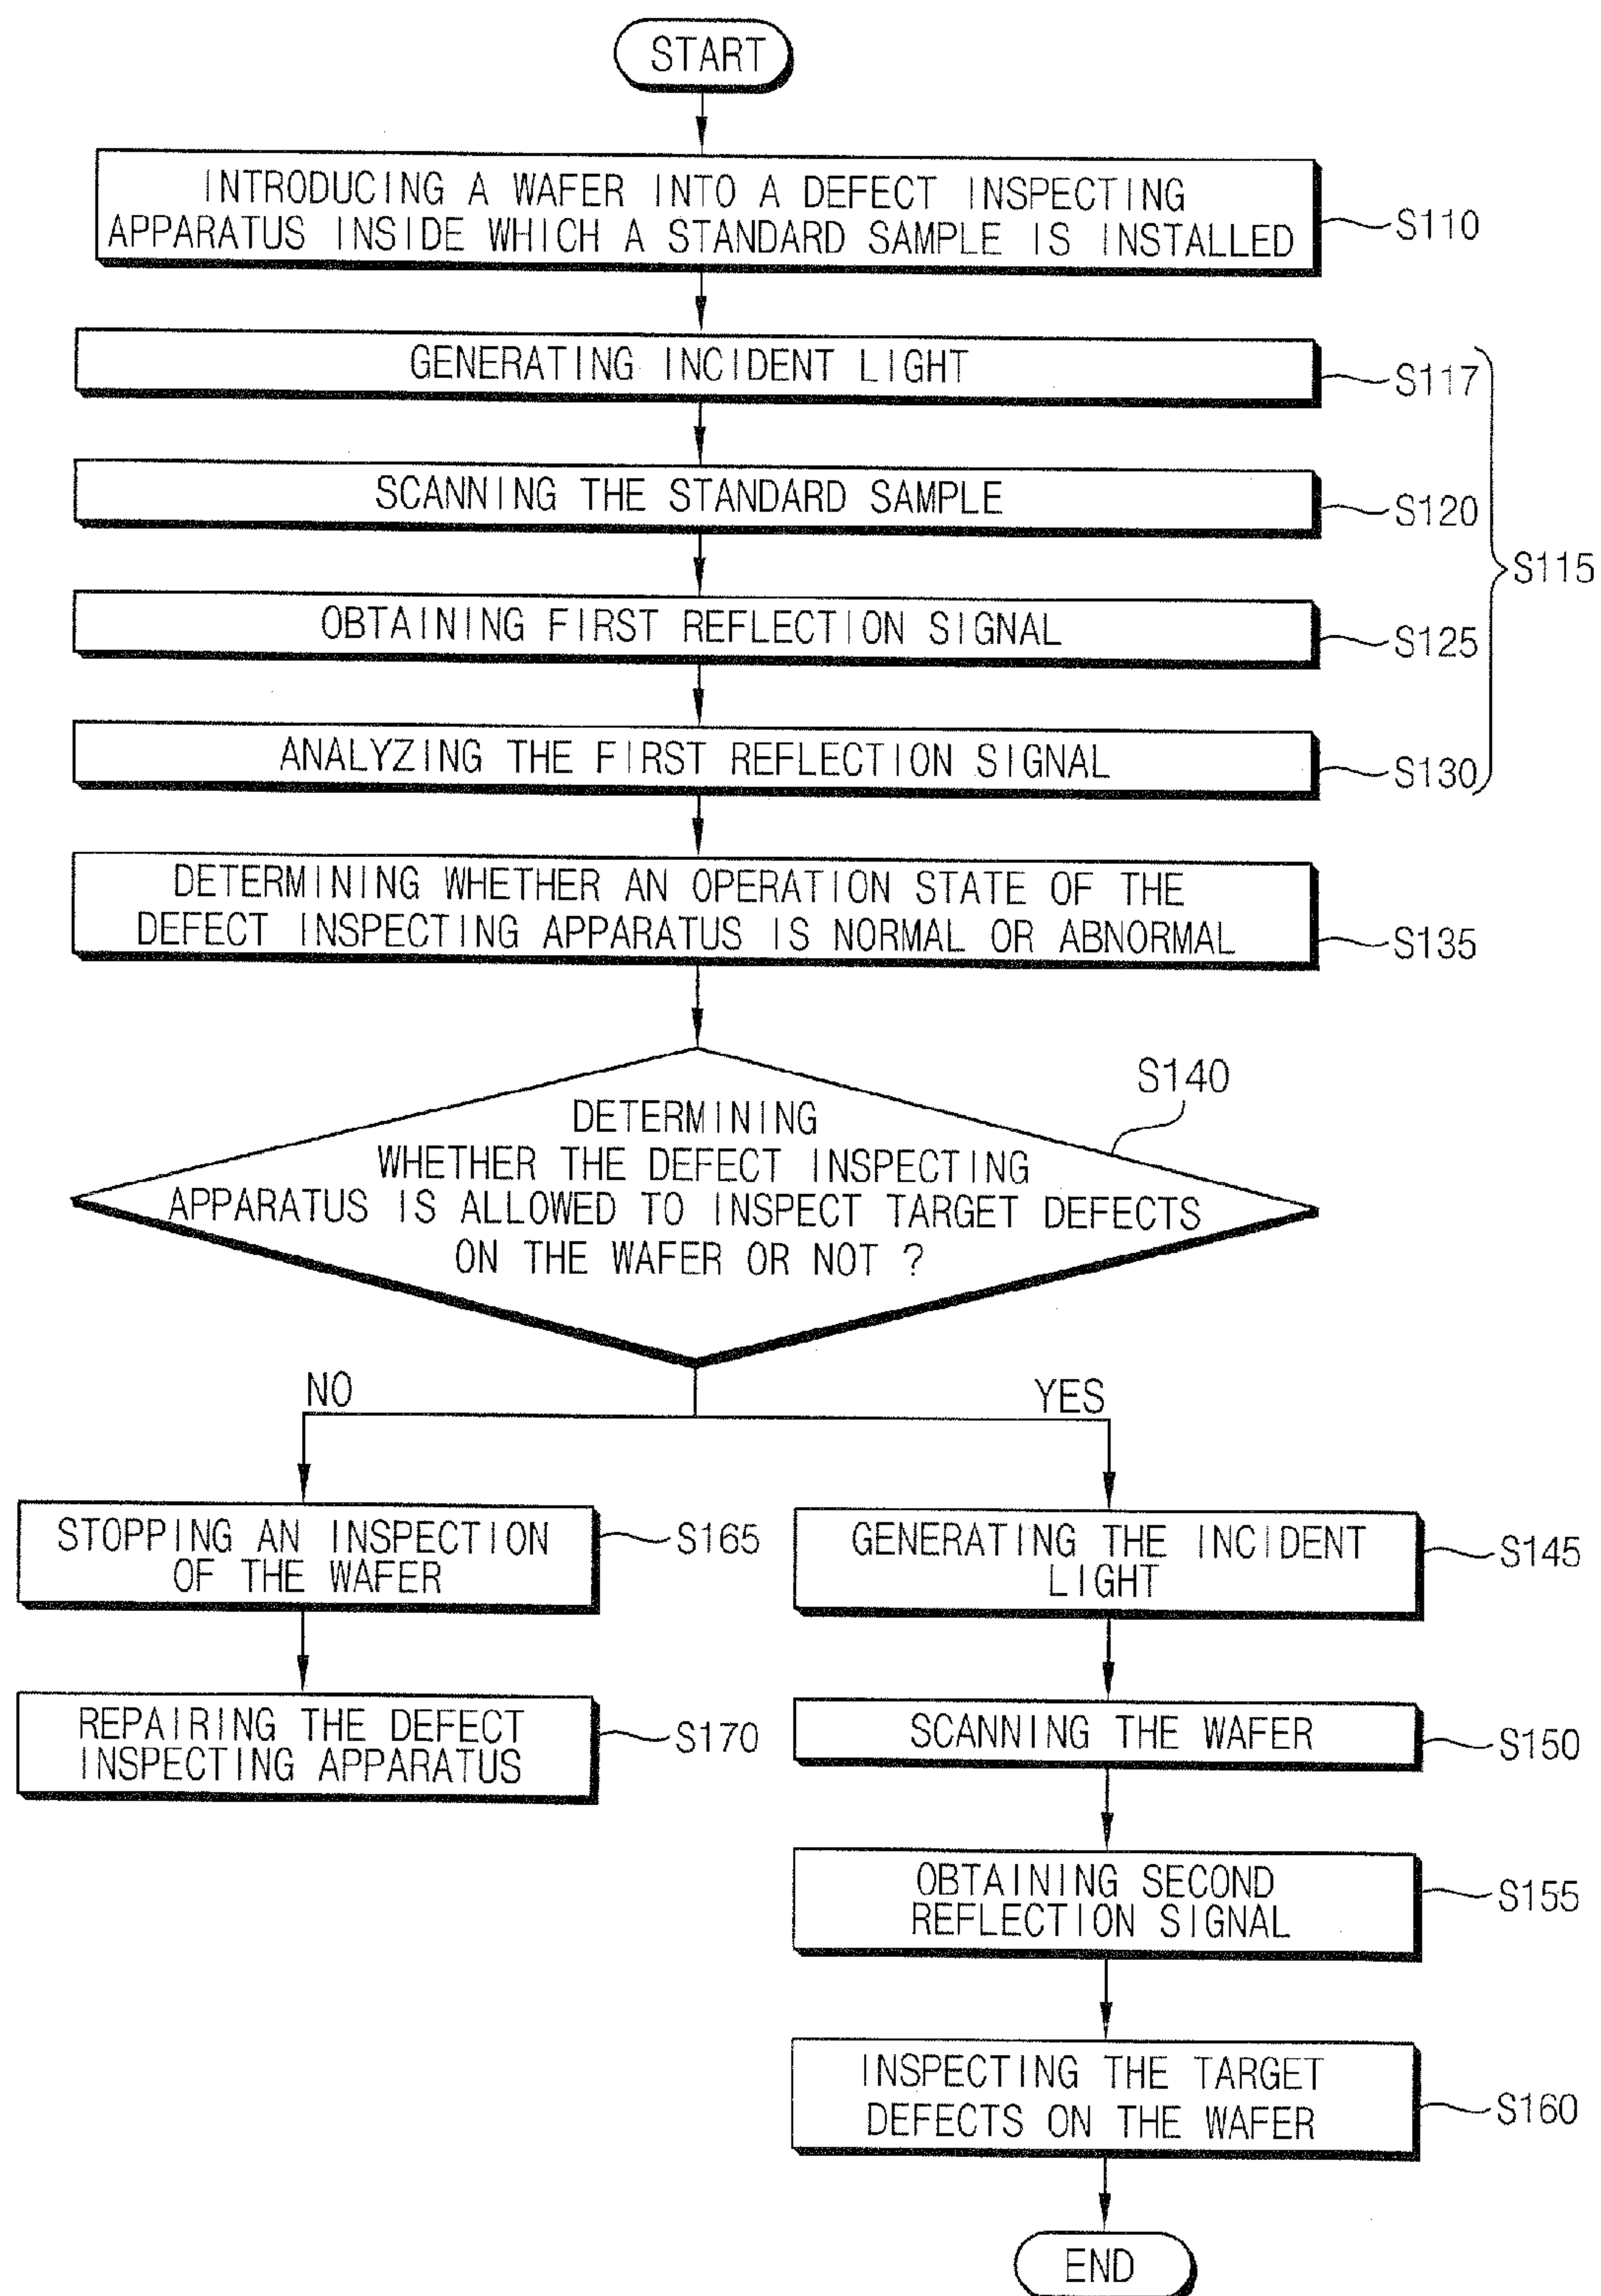 START
INTRODUCING A WAFER INTO A DEFECT INSPECTING
APPARATUS INSIDE WHICH A STANDARD SAMPLE IS INSTALLED
S110
GENERATING INCIDENT LIGHT
S117
SCANNING THE STANDARD SAMPLE
S120
S115
OBTAINING FIRST REFLECTION SIGNAL
S125
ANALYZING THE FIRST REFLECTION SIGNAL
S130
DETERMINING WHETHER AN OPERATION STATE OF THE
DEFECT INSPECTING APPARATUS IS NORMAL OR ABNORMAL
S135
S140
DETERMINING
WHETHER THE DEFECT INSPECTING
APPARATUS IS ALLOWED TO INSPECT TARGET DEFECTS
ON THE WAFER OR NOT ?
NO
YES
STOPPING AN INSPECTION
OF THE WAFER
S165
GENERATING THE INCIDENT
LIGHT
S145
REPAIRING THE DEFECT
INSPECTING APPARATUS
S170
SCANNING THE WAFER
S150
OBTAINING SECOND
REFLECTION SIGNAL
S155
INSPECTING THE TARGET
DEFECTS ON THE WAFER
S160
END